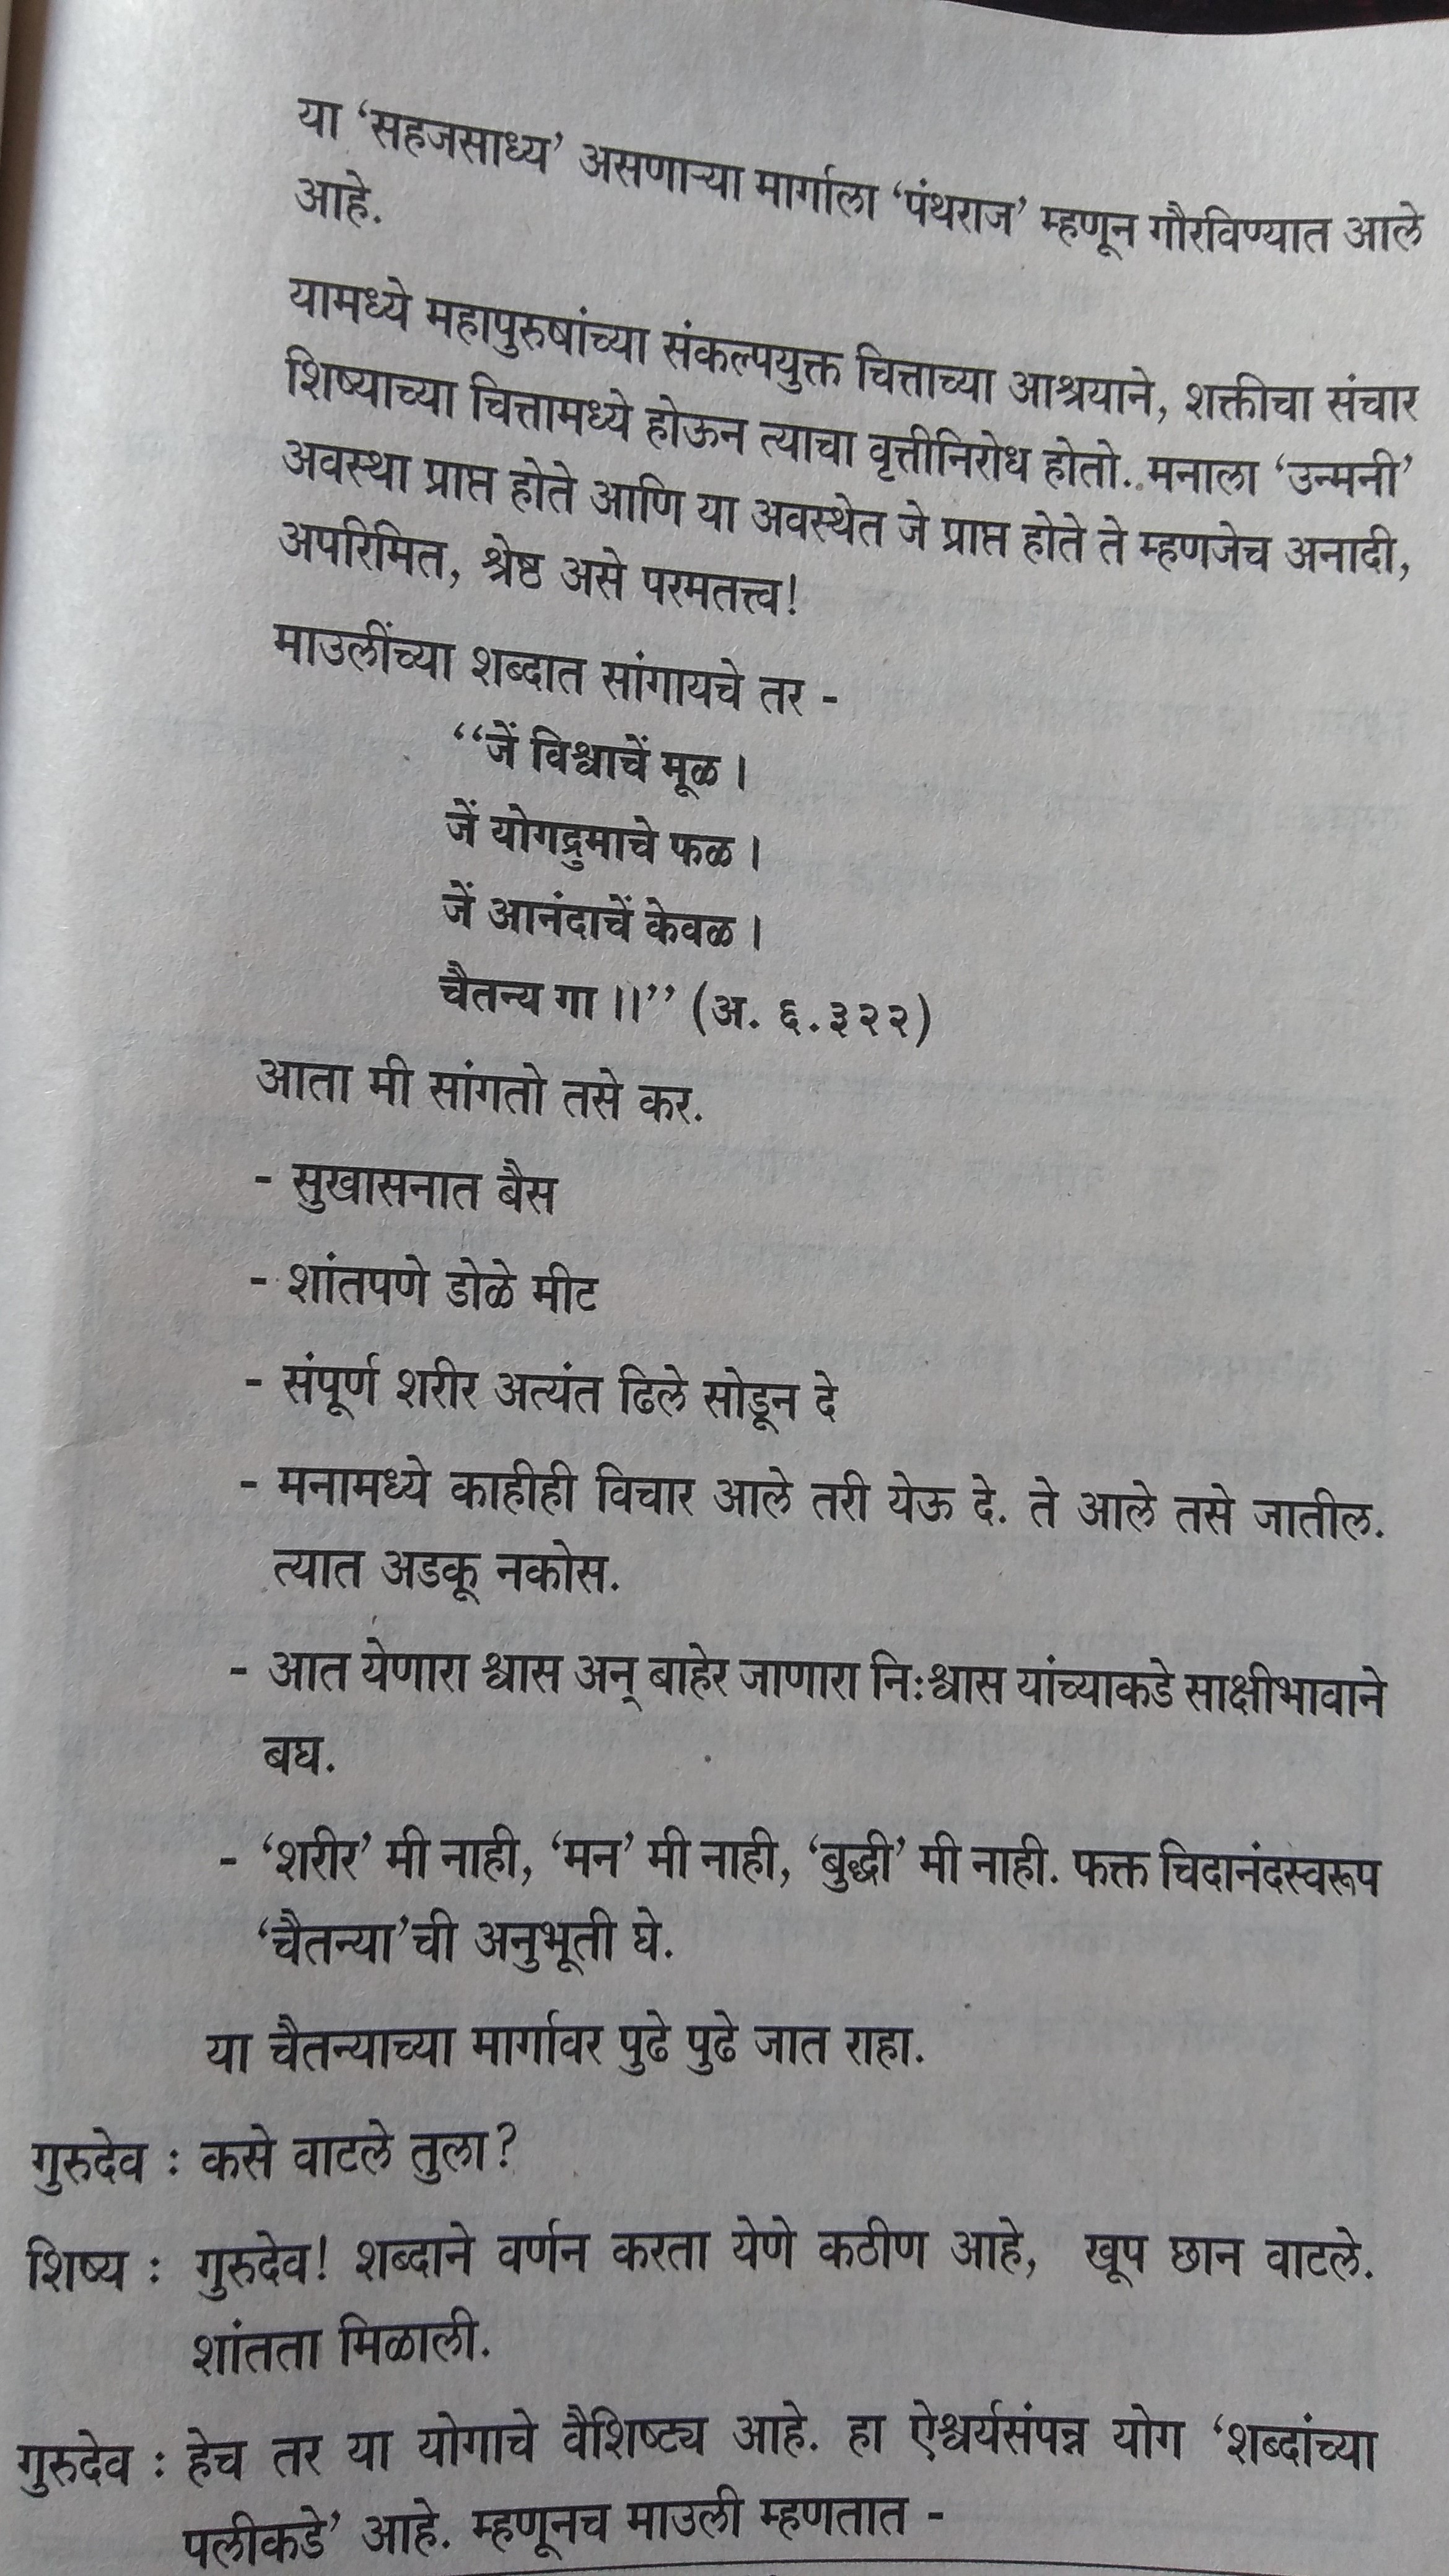 या ‘सहजसाध्य’ असणाऱ्या मार्गाला ‘पंथराज’ म्हणून गौरविण्यात आले
आहे.
यामध्ये महापुरुषांच्या संकल्पयुक्त चित्ताच्या आश्रयाने, शक्तीचा संचार
शिष्याच्या चित्तामध्ये होऊन त्याचा वृत्तीनिरोध होतो.. मनाला ‘उन्मनी’
अवस्था प्राप्त होते आणि या अवस्थेत जे प्राप्त होते ते म्हणजेच अनादी,
अपरिमित, श्रेष्ठ असे परमतत्त्व!
माउलींच्या शब्दात सांगायचे तर -
“जें विश्वाचें मूळ ।
जें योगद्रुमाचे फळ ।
जें आनंदाचें केवळ ।
चैतन्य गा ।।” (अ. ६.३२२)
आता मी सांगतो तसे कर.
- सुखासनात बैस
- शांतपणे डोळे मीट
- संपूर्ण शरीर अत्यंत ढिले सोडून दे
- मनामध्ये काहीही विचार आले तरी येऊ दे. ते आले तसे जातील.
त्यात अडकू नकोस.
- आत येणारा श्वास अन् बाहेर जाणारा निःश्वास यांच्याकडे साक्षीभावाने
बघ.
- ‘शरीर’ मी नाही, ‘मन’ मी नाही, ‘बुद्धी’ मी नाही. फक्त चिदानंदस्वरूप
‘चैतन्या’ची अनुभूती घे.
या चैतन्याच्या मार्गावर पुढे पुढे जात राहा.
गुरुदेव : कसे वाटले तुला?
शिष्य : गुरुदेव! शब्दाने वर्णन करता येणे कठीण आहे, खूप छान वाटले.
शांतता मिळाली.
गुरुदेव : हेच तर या योगाचे वैशिष्ट्य आहे. हा ऐश्वर्यसंपन्न योग ‘शब्दांच्या
पलीकडे’ आहे. म्हणूनच माउली म्हणतात -